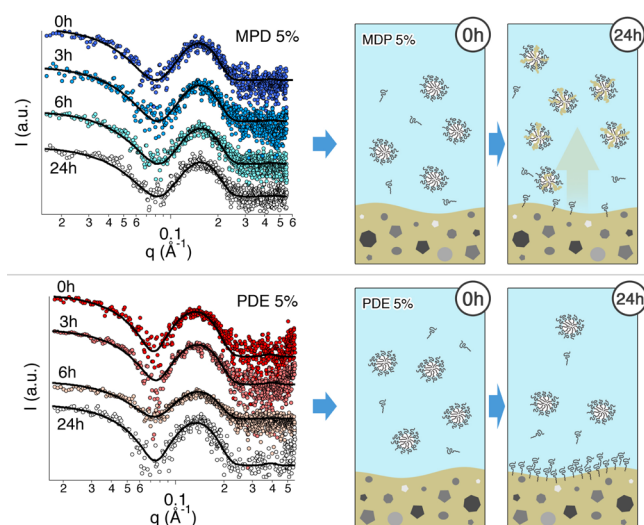 0h
MPD 5%
3h
6h
24h
I (a.u.)
2 3 4 5 6 2 3 4 5 6
0.1
q (Å⁻¹)
MDP 5%
0h
24h
0h
PDE 5%
3h
6h
24h
I (a.u.)
2 3 4 5 6 2 3 4 5
0.1
q (Å⁻¹)
PDE 5%
0h
24h